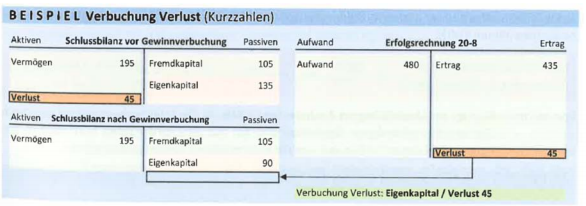 BEISPIEL Verbuchung Verlust (Kurzzahlen)
Aktiven Schlussbilanz vor Gewinnverbuchung Passiven
Vermögen 195 Fremdkapital 105
Eigenkapital 135
Verlust 45
Aktiven Schlussbilanz nach Gewinnverbuchung Passiven
Vermögen 195 Fremdkapital 105
Eigenkapital 90
Aufwand Erfolgsrechnung 20-8 Ertrag
Aufwand 480 Ertrag 435
Verlust 45
Verbuchung Verlust: Eigenkapital / Verlust 45